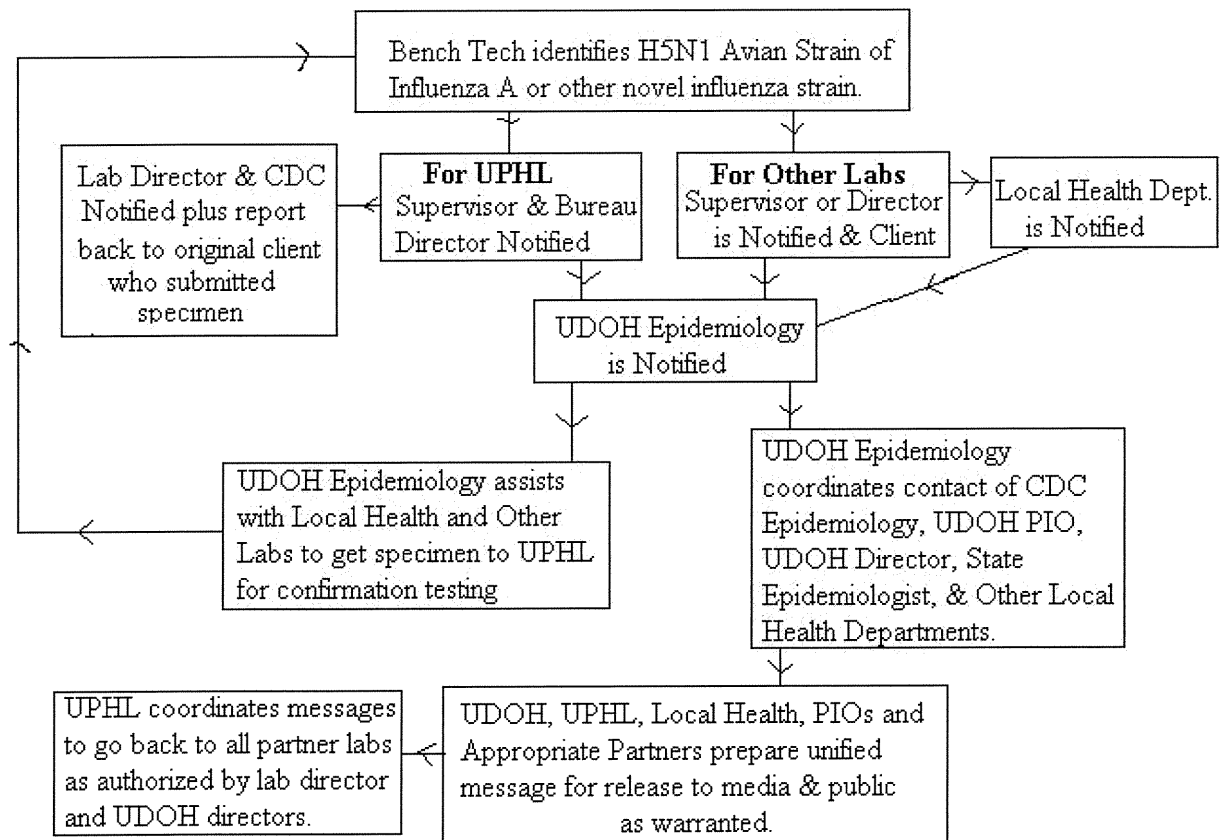 Bench Tech identifies H5N1 Avian Strain of
Influenza A or other novel influenza strain.
Lab Director & CDC
Notified plus report
back to original client
who submitted
specimen
For UPHL
Supervisor & Bureau
Director Notified
For Other Labs
Supervisor or Director
is Notified & Client
Local Health Dept.
is Notified
UDOH Epidemiology
is Notified
UDOH Epidemiology assists
with Local Health and Other
Labs to get specimen to UPHL
for confirmation testing
UDOH Epidemiology
coordinates contact of CDC
Epidemiology, UDOH PIO,
UDOH Director, State
Epidemiologist, & Other Local
Health Departments.
UPHL coordinates messages
to go back to all partner labs
as authorized by lab director
and UDOH directors.
UDOH, UPHL, Local Health, PIOs and
Appropriate Partners prepare unified
message for release to media & public
as warranted.